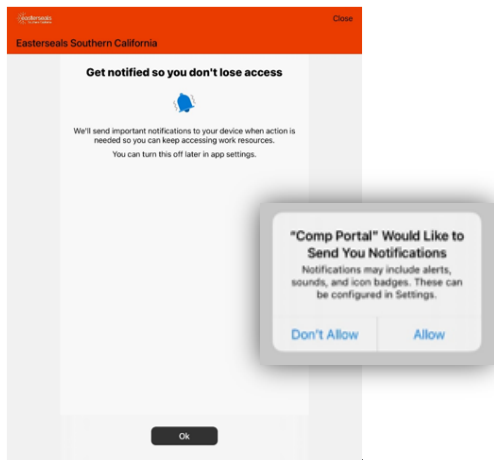 easterseals
Close
Easterseals Southern California
Get notified so you don't lose access
We'll send important notifications to your device when action is
needed so you can keep accessing work resources.
You can turn this off later in app settings.
"Comp Portal" Would Like to
Send You Notifications
Notifications may include alerts,
sounds, and icon badges. These can
be configured in Settings.
Don't Allow
Allow
Ok